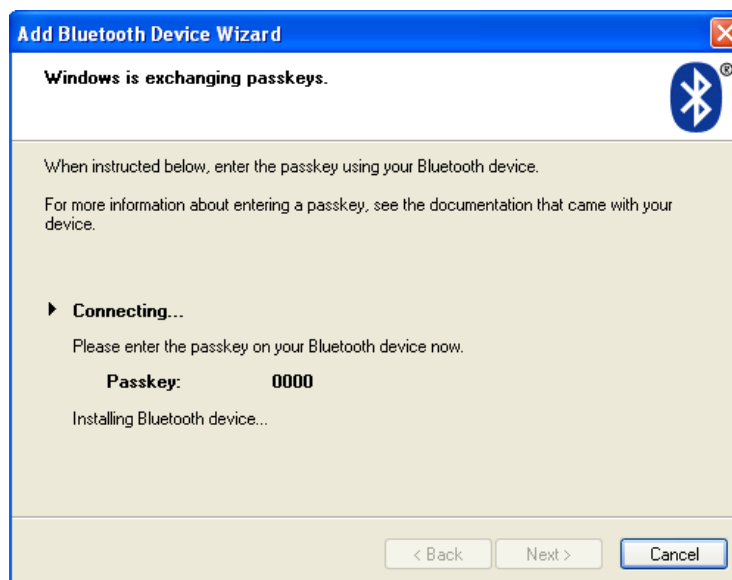 Add Bluetooth Device Wizard
Windows is exchanging passkeys.
®
When instructed below, enter the passkey using your Bluetooth device.
For more information about entering a passkey, see the documentation that came with your
device.
Connecting...
Please enter the passkey on your Bluetooth device now.
Passkey: 0000
Installing Bluetooth device...
< Back Next > Cancel